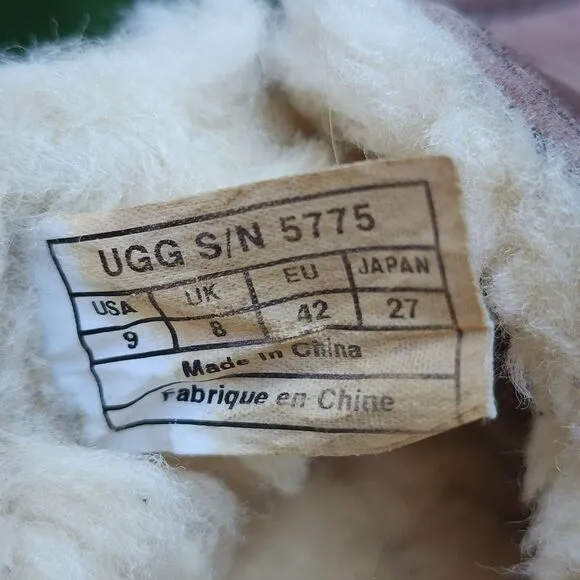 UGG S/N 5775
USA UK EU JAPAN
9 8 42 27
Made in China
Fabrique en Chine